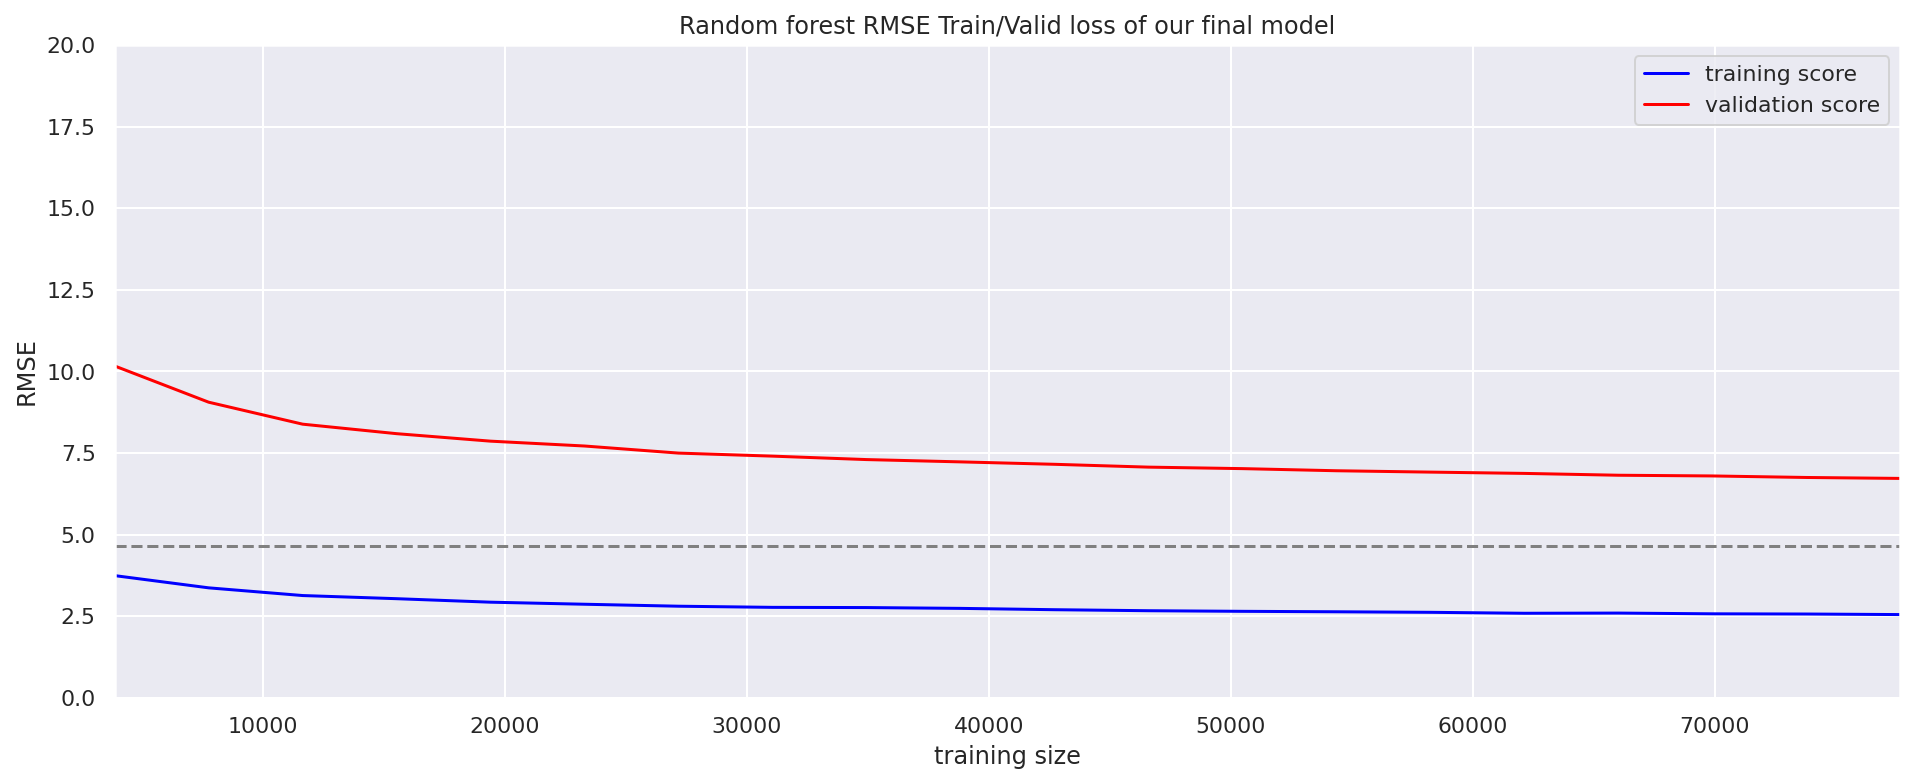 Random forest RMSE Train/Valid loss of our final model
training score
validation score
RMSE
20.0
17.5
15.0
12.5
10.0
7.5
5.0
2.5
0.0
10000 20000 30000 40000 50000 60000 70000
training size